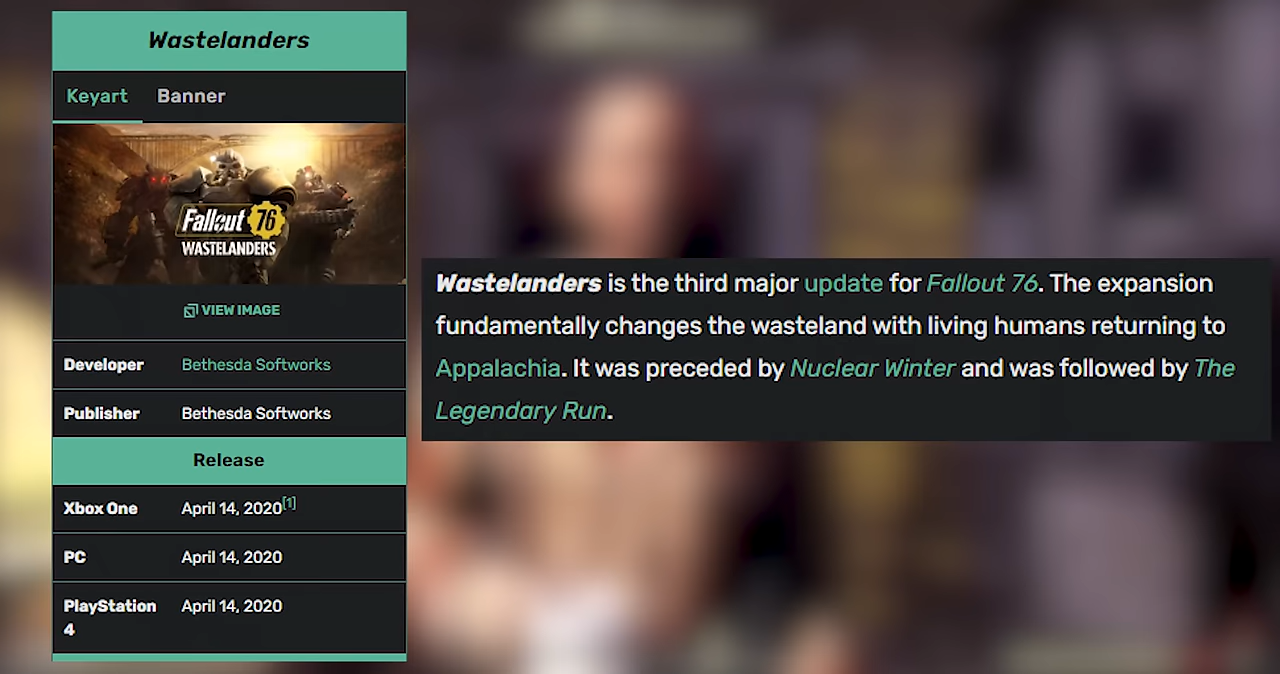 Wastelanders
Keyart Banner
Fallout 76
WASTELANDERS
VIEW IMAGE
Developer Bethesda Softworks
Publisher Bethesda Softworks
Release
Xbox One April 14, 2020[1]
PC April 14, 2020
PlayStation April 14, 2020
4
Wastelanders is the third major update for Fallout 76. The expansion
fundamentally changes the wasteland with living humans returning to
Appalachia. It was preceded by Nuclear Winter and was followed by The
Legendary Run.